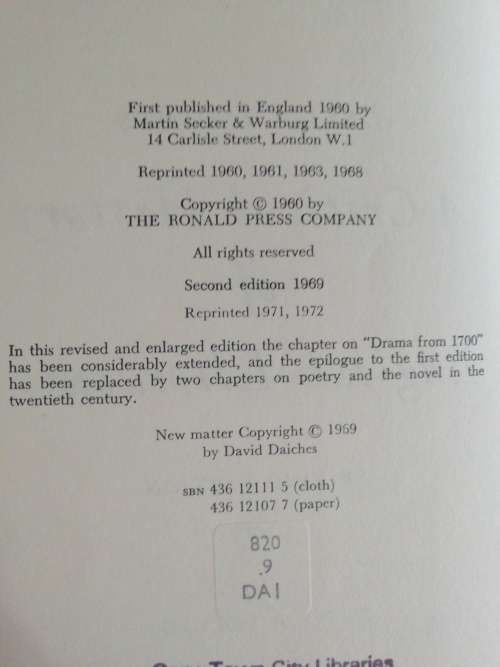 First published in England 1960 by
Martin Secker & Warburg Limited
14 Carlisle Street, London W.1
Reprinted 1960, 1961, 1963, 1968
Copyright © 1960 by
THE RONALD PRESS COMPANY
All rights reserved
Second edition 1969
Reprinted 1971, 1972
In this revised and enlarged edition the chapter on "Drama from 1700"
has been considerably extended, and the epilogue to the first edition
has been replaced by two chapters on poetry and the novel in the
twentieth century.
New matter Copyright © 1969
by David Daiches
SBN 436 12111 5 (cloth)
436 12107 7 (paper)
820
.9
DAI
Town City Libraries